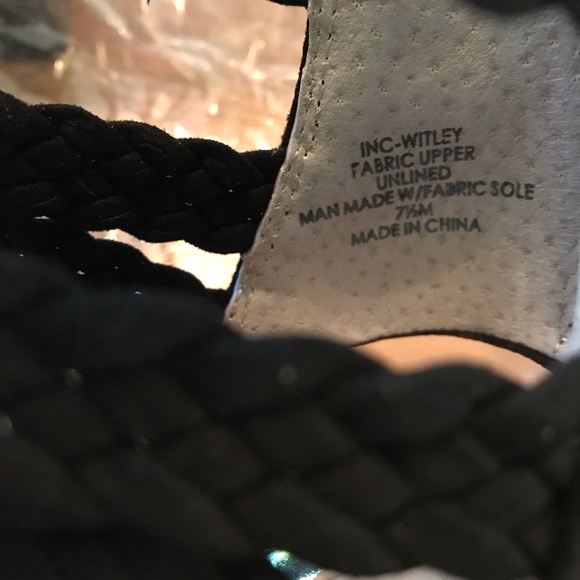 INC-WITLEY
FABRIC UPPER
UNLINED
MAN MADE W/FABRIC SOLE
7½M
MADE IN CHINA